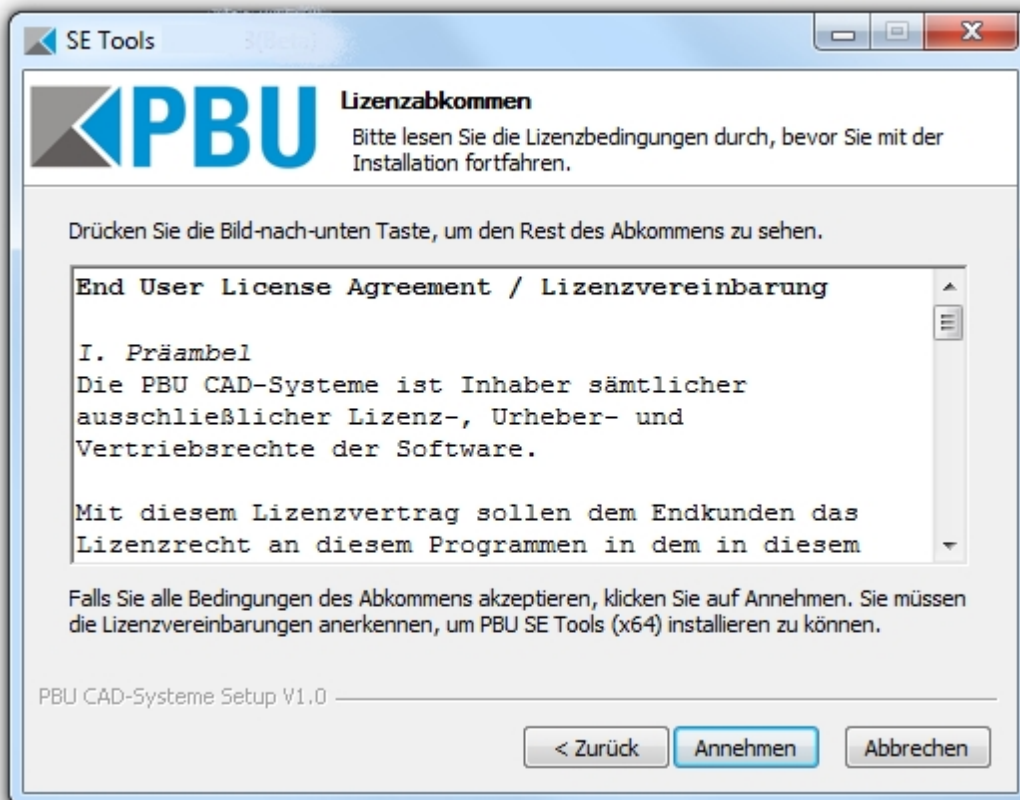 SE Tools
PBU
Lizenzabkommen
Bitte lesen Sie die Lizenzbedingungen durch, bevor Sie mit der
Installation fortfahren.
Drücken Sie die Bild-nach-unten Taste, um den Rest des Abkommens zu sehen.
End User License Agreement / Lizenzvereinbarung
I. Präambel
Die PBU CAD-Systeme ist Inhaber sämtlicher
ausschließlicher Lizenz-, Urheber- und
Vertriebsrechte der Software.
Mit diesem Lizenzvertrag sollen dem Endkunden das
Lizenzrecht an diesem Programmen in dem in diesem
Falls Sie alle Bedingungen des Abkommens akzeptieren, klicken Sie auf Annehmen. Sie müssen
die Lizenzvereinbarungen anerkennen, um PBU SE Tools (x64) installieren zu können.
PBU CAD-Systeme Setup V1.0
< Zurück
Annehmen
Abbrechen